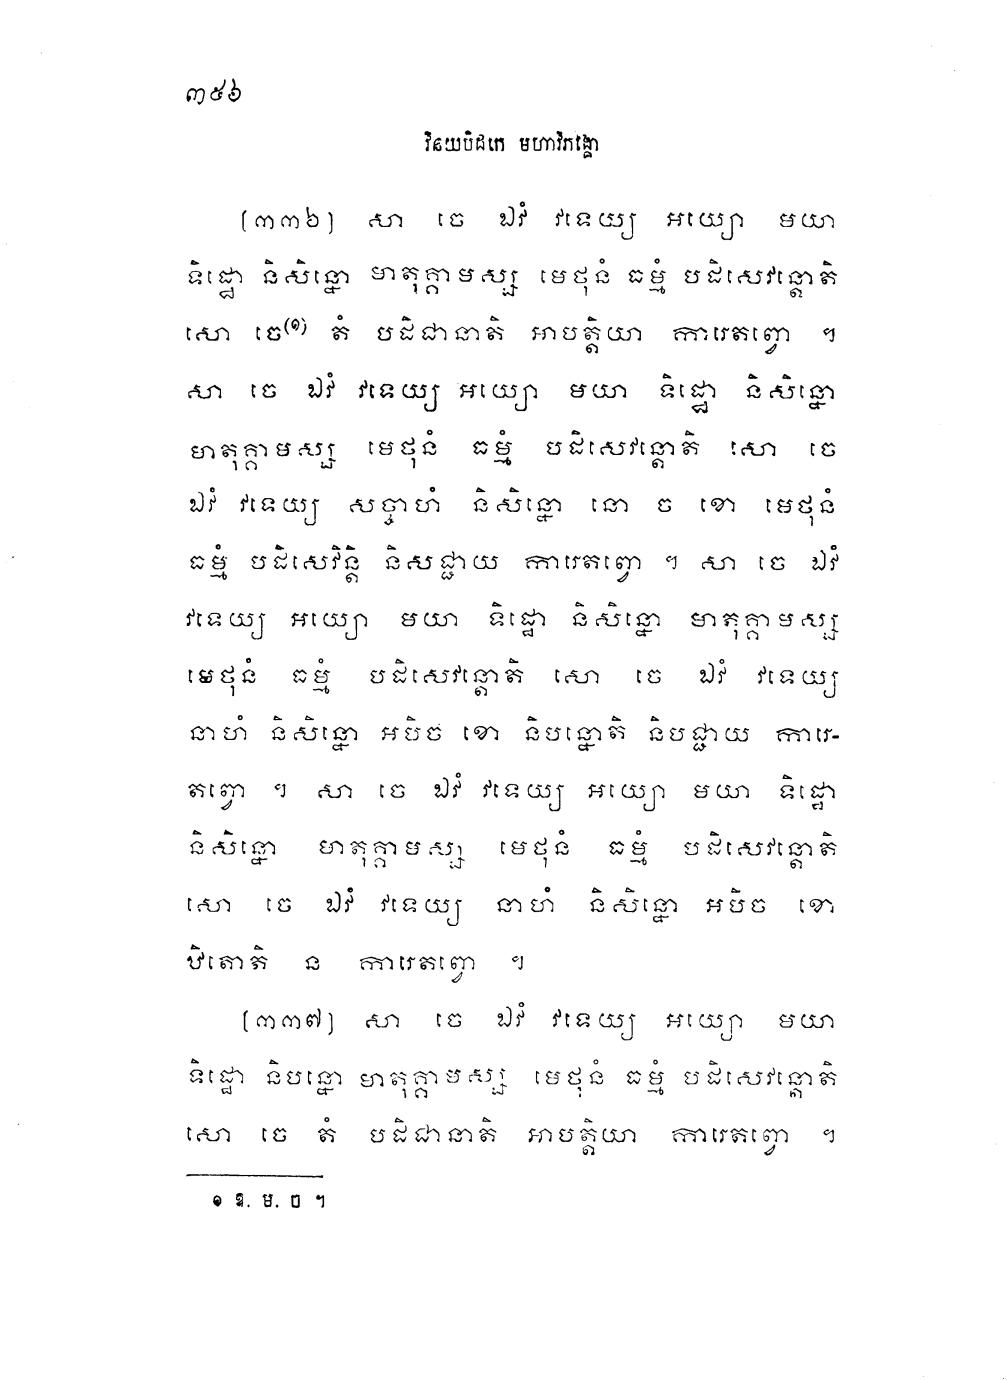 ៣៥៦
វិនយបិដកេ មហាវិភង្គោ
[៣៣៦] សា ចេ ឯវំ វទេយ្យ អយ្យោ មយា
ទិដ្ឋោ និសិន្នោ មាតុគ្គាមស្ស មេថុនំ ធម្មំ បដិសេវន្តោតិ
សោ ចេ(១) តំ បដិជានាតិ អាបត្តិយា ការេតព្វោ ។
សា ចេ ឯវំ វទេយ្យ អយ្យោ មយា ទិដ្ឋោ និសិន្នោ
មាតុគ្គាមស្ស មេថុនំ ធម្មំ បដិសេវន្តោតិ សោ ចេ
ឯវំ វទេយ្យ សច្ចាហំ និសិន្នោ នោ ច ខោ មេថុនំ
ធម្មំ បដិសេវិន្តិ និសជ្ជាយ ការេតព្វោ ។ សា ចេ ឯវំ
វទេយ្យ អយ្យោ មយា ទិដ្ឋោ និសិន្នោ មាតុគ្គាមស្ស
មេថុនំ ធម្មំ បដិសេវន្តោតិ សោ ចេ ឯវំ វទេយ្យ
នាហំ និសិន្នោ អបិច ខោ និបន្នោតិ និបជ្ជាយ ការេ-
តព្វោ ។ សា ចេ ឯវំ វទេយ្យ អយ្យោ មយា ទិដ្ឋោ
និសិន្នោ មាតុគ្គាមស្ស មេថុនំ ធម្មំ បដិសេវន្តោតិ
សោ ចេ ឯវំ វទេយ្យ នាហំ និសិន្នោ អបិច ខោ
ឋិតោតិ ន ការេតព្វោ ។
[៣៣៧] សា ចេ ឯវំ វទេយ្យ អយ្យោ មយា
ទិដ្ឋោ និបន្នោ មាតុគ្គាមស្ស មេថុនំ ធម្មំ បដិសេវន្តោតិ
សោ ចេ តំ បដិជានាតិ អាបត្តិយា ការេតព្វោ ។
១ ឱ. ម. ០ ។